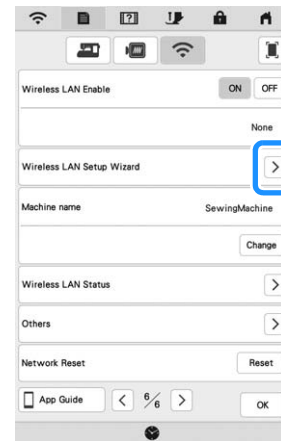 Wireless LAN Enable ON OFF
None
Wireless LAN Setup Wizard >
Machine name SewingMachine
Change
Wireless LAN Status >
Others >
Network Reset Reset
App Guide < 6/6 > OK